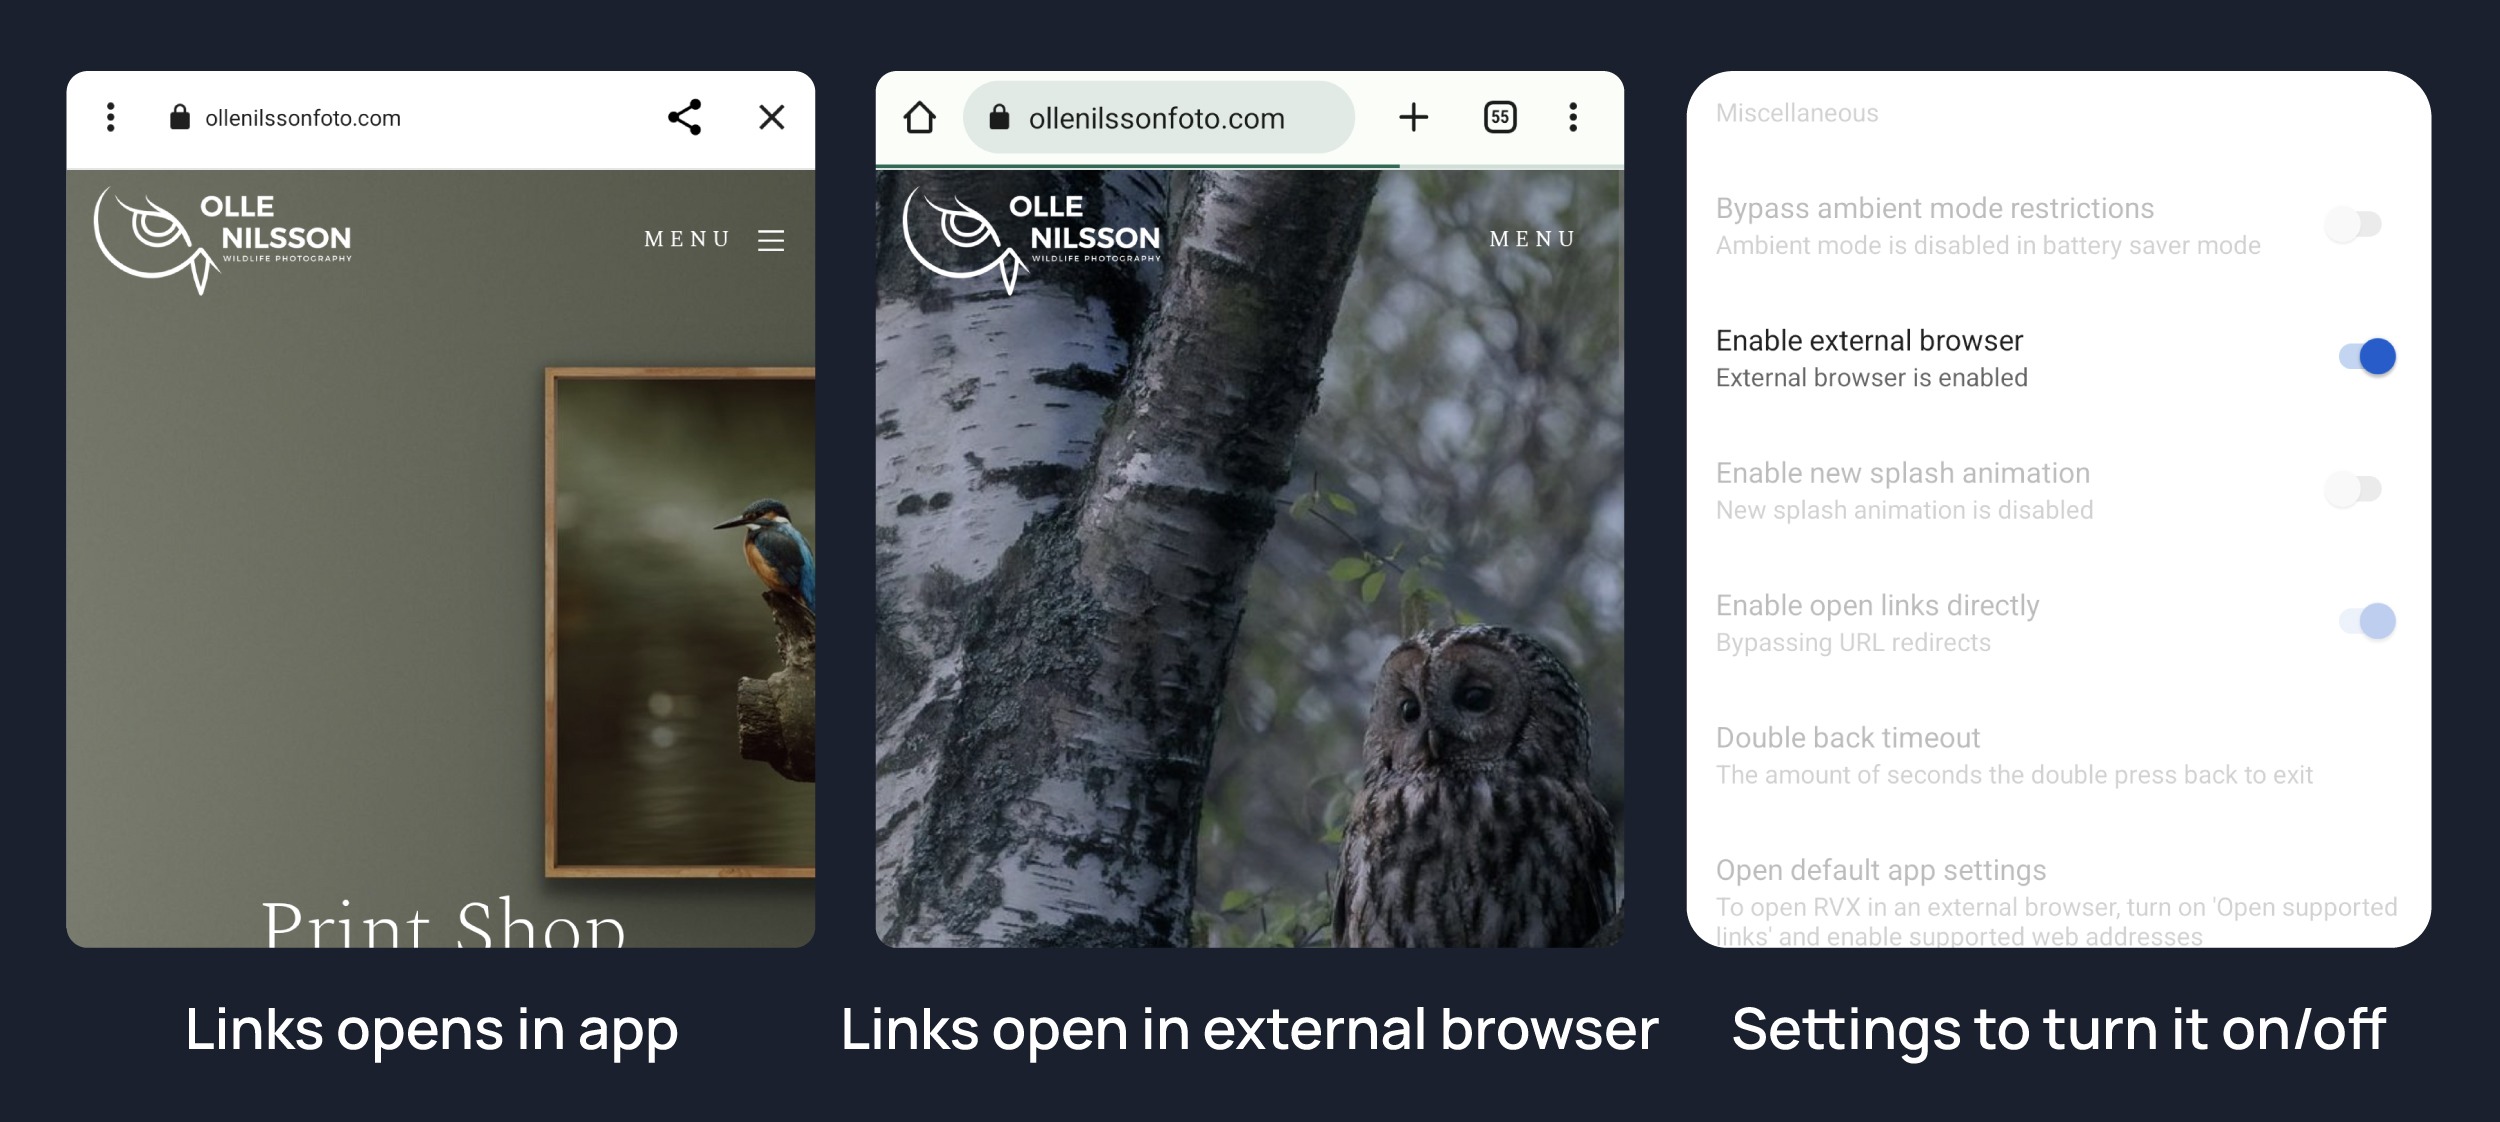 ollenilssonfoto.com
OLLE
NILSSON
WILDLIFE PHOTOGRAPHY
MENU
Print Shop
Links opens in app
ollenilssonfoto.com
55
OLLE
NILSSON
WILDLIFE PHOTOGRAPHY
MENU
Links open in external browser
Miscellaneous
Bypass ambient mode restrictions
Ambient mode is disabled in battery saver mode
Enable external browser
External browser is enabled
Enable new splash animation
New splash animation is disabled
Enable open links directly
Bypassing URL redirects
Double back timeout
The amount of seconds the double press back to exit
Open default app settings
To open RVX in an external browser, turn on 'Open supported
links' and enable supported web addresses
Settings to turn it on/off